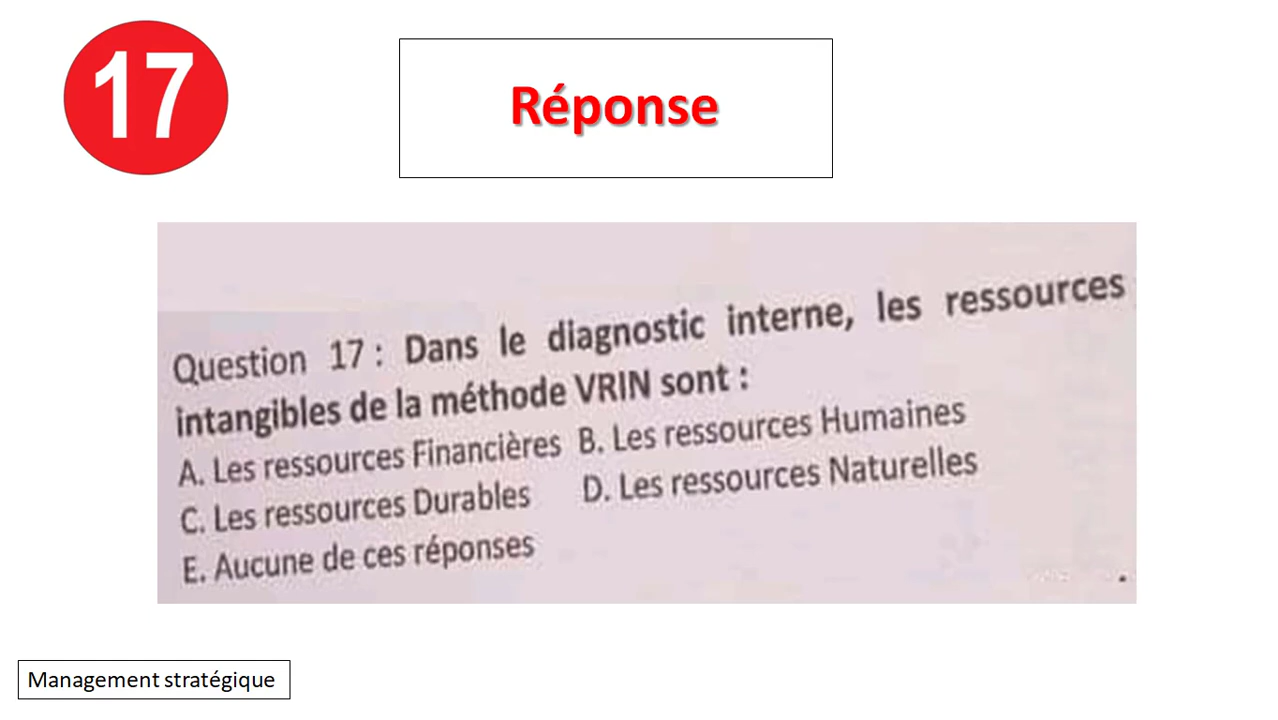 17
Réponse
Question 17 : Dans le diagnostic interne, les ressources
intangibles de la méthode VRIN sont :
A. Les ressources Financières B. Les ressources Humaines
C. Les ressources Durables D. Les ressources Naturelles
E. Aucune de ces réponses
Management stratégique